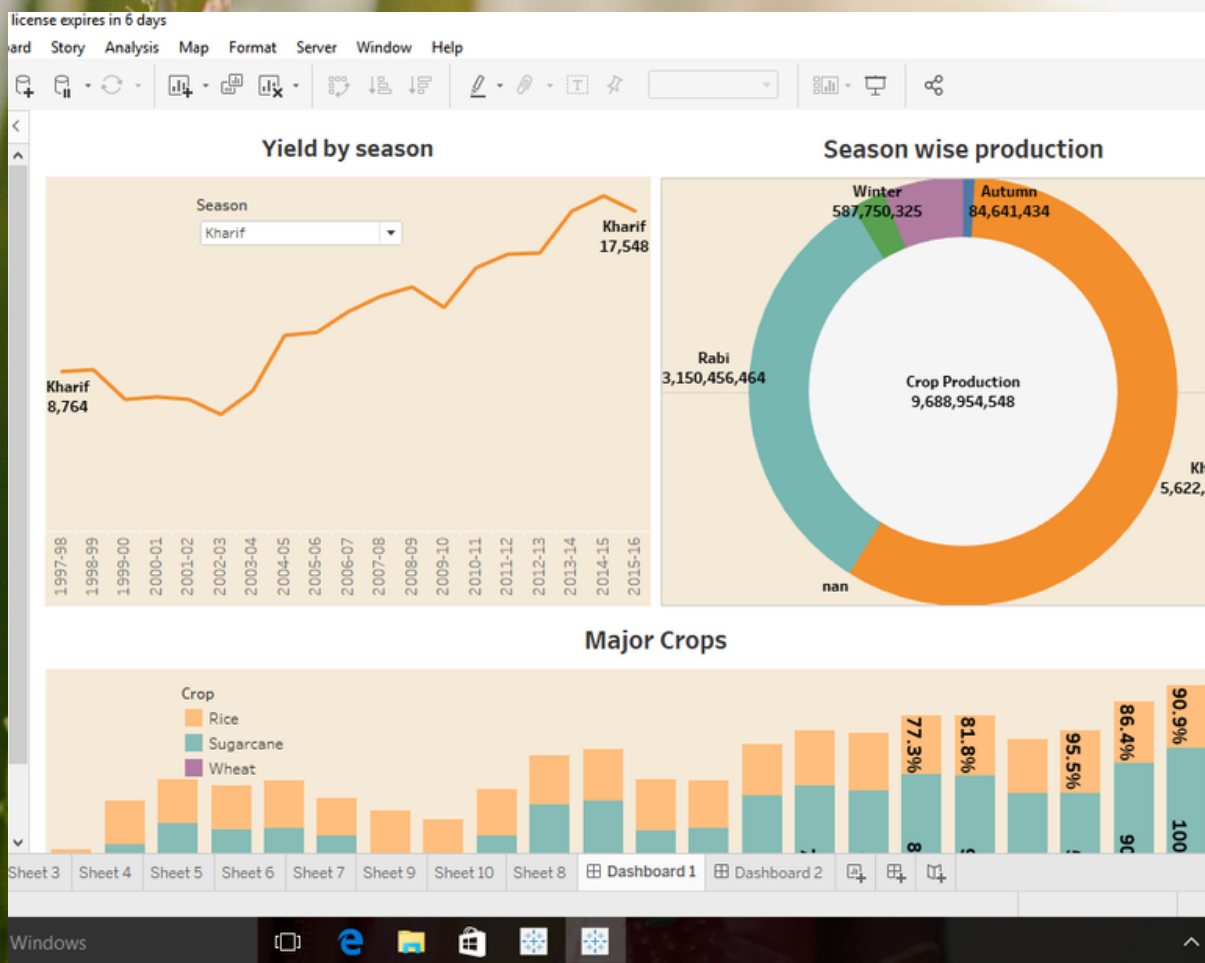 license expires in 6 days
ard Story Analysis Map Format Server Window Help
Yield by season
Season
Kharif
Kharif
17,548
Kharif
8,764
1997-98
1998-99
1999-00
2000-01
2001-02
2002-03
2003-04
2004-05
2005-06
2006-07
2007-08
2008-09
2009-10
2010-11
2011-12
2012-13
2013-14
2014-15
2015-16
Season wise production
Winter
587,750,325
Autumn
84,641,434
Rabi
3,150,456,464
Crop Production
9,688,954,548
Kh
5,622,
nan
Major Crops
Crop
Rice
Sugarcane
Wheat
77.3%
81.8%
95.5%
86.4%
90.9%
90
100
Sheet 3 Sheet 4 Sheet 5 Sheet 6 Sheet 7 Sheet 9 Sheet 10 Sheet 8 Dashboard 1 Dashboard 2
Windows